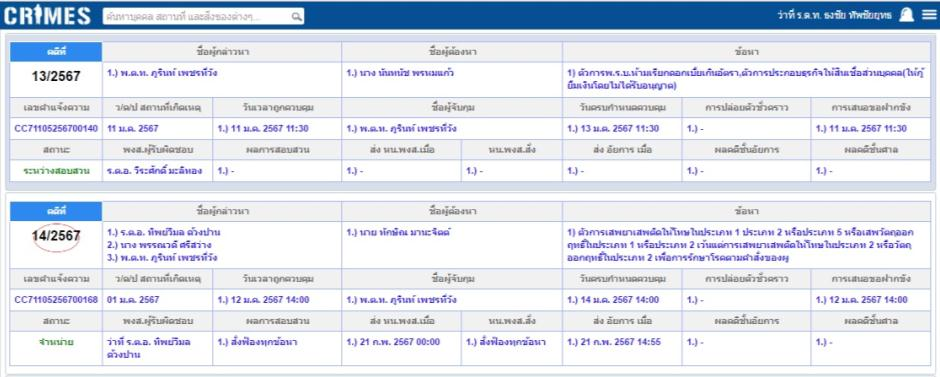 CRIMES
ค้นหาบุคคล สถานที่ และสิ่งของต่างๆ...
ว่าที่ ร.ต.ท. ธงชัย ทัพชัยยุทธ
คดีที่ ชื่อผู้กล่าวหา ชื่อผู้ต้องหา ข้อหา
13/2567 1.) พ.ต.ท. ภูรินท์ เพชรที่วัง 1.) นาง นันทนัช พรหมแก้ว 1) ตัวการพ.ร.บ.ห้ามเรียกดอกเบี้ยเกินอัตรา,ตัวการประกอบธุรกิจให้สินเชื่อส่วนบุคคล(ให้กู้
ยืมเงินโดยไม่ได้รับอนุญาต)
เลขคำแจ้งความ ว/ด/ป สถานที่เกิดเหตุ วันเวลาถูกควบคุม ชื่อผู้จับกุม วันครบกำหนดควบคุม การปล่อยตัวชั่วคราว การเสนอขอฝากขัง
CC71105256700140 11 ม.ค. 2567 1.) 11 ม.ค. 2567 11:30 1.) พ.ต.ท. ภูรินท์ เพชรที่วัง 1.) 13 ม.ค. 2567 11:30 1.) - 1.) 11 ม.ค. 2567 11:30
สถานะ พงส.ผู้รับผิดชอบ ผลการสอบสวน ส่ง หน.พงส.เมื่อ หน.พงส.สั่ง ส่ง อัยการ เมื่อ ผลคดีชั้นอัยการ ผลคดีชั้นศาล
ระหว่างสอบสวน ร.ต.อ. วีระศักดิ์ มะลิทอง 1.) - 1.) - 1.) - 1.) - 1.) - 1.) -
คดีที่ ชื่อผู้กล่าวหา ชื่อผู้ต้องหา ข้อหา
14/2567 1.) ร.ต.อ. ทิพย์วิมล ด้วงปาน 1.) นาย ทักษิณ มานะจิตต์ 1) ตัวการเสพยาเสพติดให้โทษในประเภท 1 ประเภท 2 หรือประเภท 5 หรือเสพวัตถุออก
2.) นาง พรรณวดี ศรีสว่าง ฤทธิ์ในประเภท 1 หรือประเภท 2 เว้นแต่การเสพยาเสพติดให้โทษในประเภท 2 หรือวัตถุ
3.) พ.ต.ท. ภูรินท์ เพชรที่วัง ออกฤทธิ์ในประเภท 2 เพื่อการรักษาโรคตามคำสั่งของผู
เลขคำแจ้งความ ว/ด/ป สถานที่เกิดเหตุ วันเวลาถูกควบคุม ชื่อผู้จับกุม วันครบกำหนดควบคุม การปล่อยตัวชั่วคราว การเสนอขอฝากขัง
CC71105256700168 01 ม.ค. 2567 1.) 12 ม.ค. 2567 14:00 1.) พ.ต.ท. ภูรินท์ เพชรที่วัง 1.) 14 ม.ค. 2567 14:00 1.) - 1.) 12 ม.ค. 2567 14:00
สถานะ พงส.ผู้รับผิดชอบ ผลการสอบสวน ส่ง หน.พงส.เมื่อ หน.พงส.สั่ง ส่ง อัยการ เมื่อ ผลคดีชั้นอัยการ ผลคดีชั้นศาล
จำหน่าย ว่าที่ ร.ต.อ. ทิพย์วิมล 1.) สั่งฟ้องทุกข้อหา 1.) 21 ก.พ. 2567 00:00 1.) สั่งฟ้องทุกข้อหา 1.) 21 ก.พ. 2567 14:55 1.) - 1.) -
ด้วงปาน